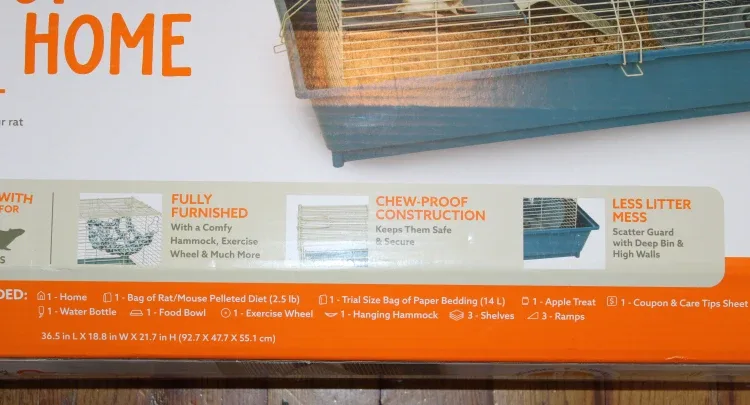 HOME
r rat
WITH
FOR
S
FULLY
FURNISHED
With a Comfy
Hammock, Exercise
Wheel & Much More
CHEW-PROOF
CONSTRUCTION
Keeps Them Safe
& Secure
LESS LITTER
MESS
Scatter Guard
with Deep Bin &
High Walls
DED: 1 - Home 1 - Bag of Rat/Mouse Pelleted Diet (2.5 lb) 1 - Trial Size Bag of Paper Bedding (14 L) 1 - Apple Treat 1 - Coupon & Care Tips Sheet
1 - Water Bottle 1 - Food Bowl 1 - Exercise Wheel 1 - Hanging Hammock 3 - Shelves 3 - Ramps
36.5 in L X 18.8 in W X 21.7 in H (92.7 X 47.7 X 55.1 cm)